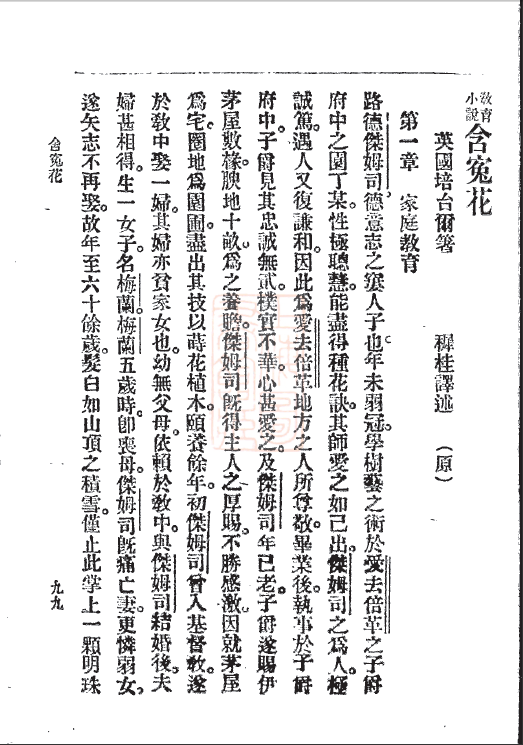 教育
小說
含冤花
英國培台爾箸
稺桂譯述
(原)
第一章 家庭教育
路德傑姆司德意志之窶人子也年未弱冠學樹藝之術於愛去倍革之子爵
府中之園丁某性極聰慧能盡得種花訣其師愛之如己出傑姆司之爲人極
誠篤遇人又復謙和因此爲愛去倍革地方之人所尊敬畢業後執事於子爵
府中子爵見其忠誠無貳樸實不華心甚愛之及傑姆司年已老子爵遂賜伊
茅屋數椽腴地十畝爲之養贍傑姆司旣得主人之厚賜不勝感激因就茅屋
爲宅圈地爲園圃盡出其技以蒔花植木頤養餘年初傑姆司曾入基督教遂
於教中娶一婦其婦亦貧家女也幼無父母依賴於教中與傑姆司結婚後夫
婦甚相得生一女子名梅蘭梅蘭五歲時卽喪母傑姆司旣痛亡妻更憐弱女
遂矢志不再娶故年至六十餘歲髮白如山頂之積雪僅止此掌上一顆明珠
含冤花
九九